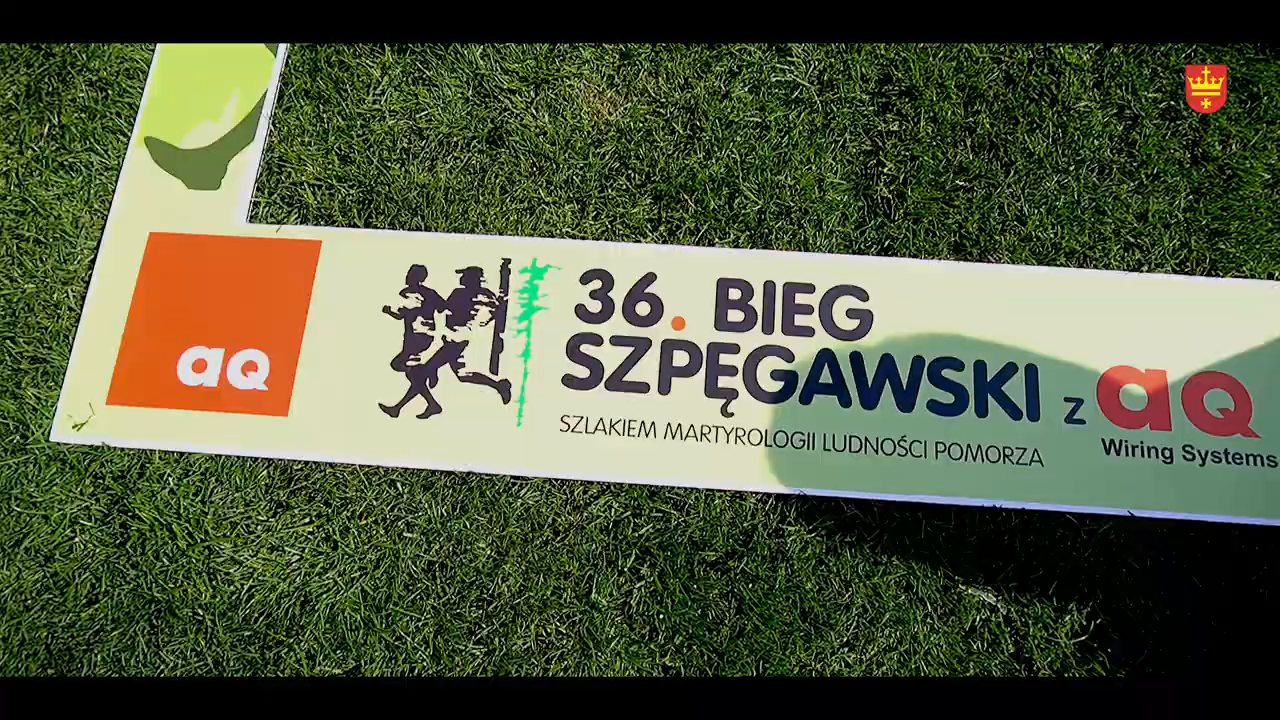 aQ
36. BIEG
SZPĘGAWSKI z aQ
Wiring Systems
SZLAKIEM MARTYROLOGII LUDNOŚCI POMORZA